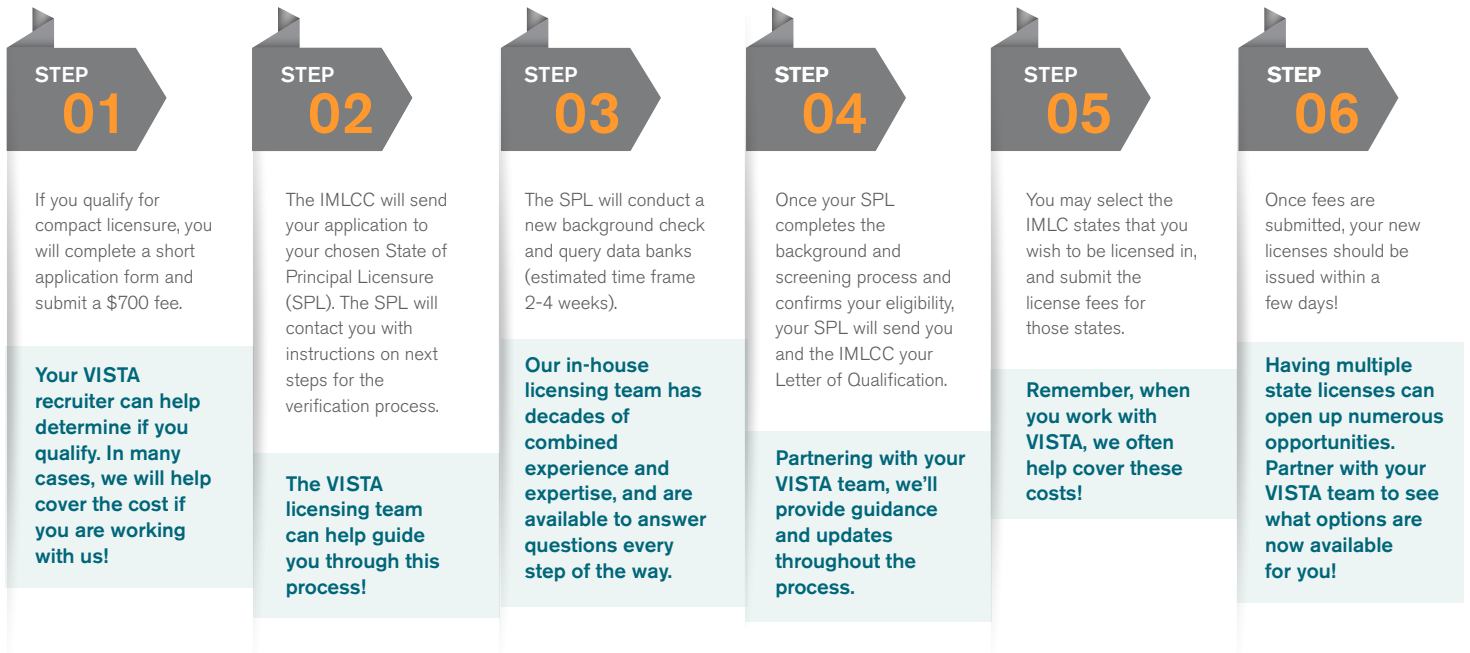 STEP
01
If you qualify for
compact licensure, you
will complete a short
application form and
submit a $700 fee.
Your VISTA
recruiter can help
determine if you
qualify. In many
cases, we will help
cover the cost if
you are working
with us!
STEP
02
The IMLCC will send
your application to
your chosen State of
Principal Licensure
(SPL). The SPL will
contact you with
instructions on next
steps for the
verification process.
The VISTA
licensing team
can help guide
you through this
process!
STEP
03
The SPL will conduct a
new background check
and query data banks
(estimated time frame
2-4 weeks).
Our in-house
licensing team has
decades of
combined
experience and
expertise, and are
available to answer
questions every
step of the way.
STEP
04
Once your SPL
completes the
background and
screening process and
confirms your eligibility,
your SPL will send you
and the IMLCC your
Letter of Qualification.
Partnering with your
VISTA team, we’ll
provide guidance
and updates
throughout the
process.
STEP
05
You may select the
IMLC states that you
wish to be licensed in,
and submit the
license fees for
those states.
Remember, when
you work with
VISTA, we often
help cover these
costs!
STEP
06
Once fees are
submitted, your new
licenses should be
issued within a
few days!
Having multiple
state licenses can
open up numerous
opportunities.
Partner with your
VISTA team to see
what options are
now available
for you!